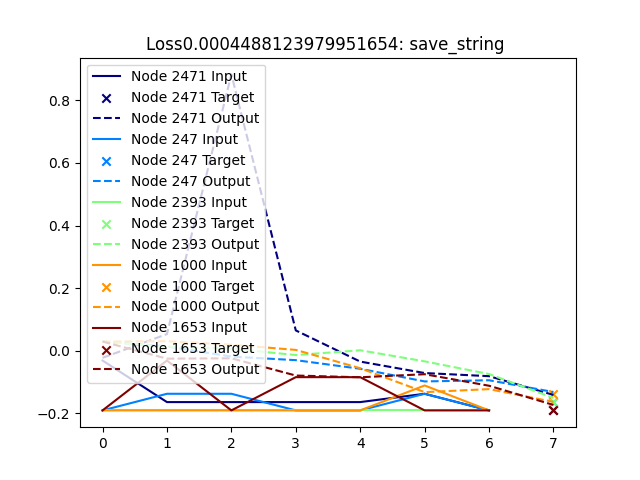 Loss0.0004488123979951654: save_string
Node 2471 Input
Node 2471 Target
Node 2471 Output
Node 247 Input
Node 247 Target
Node 247 Output
Node 2393 Input
Node 2393 Target
Node 2393 Output
Node 1000 Input
Node 1000 Target
Node 1000 Output
Node 1653 Input
Node 1653 Target
Node 1653 Output
0.8
0.6
0.4
0.2
0.0
−0.2
0 1 2 3 4 5 6 7